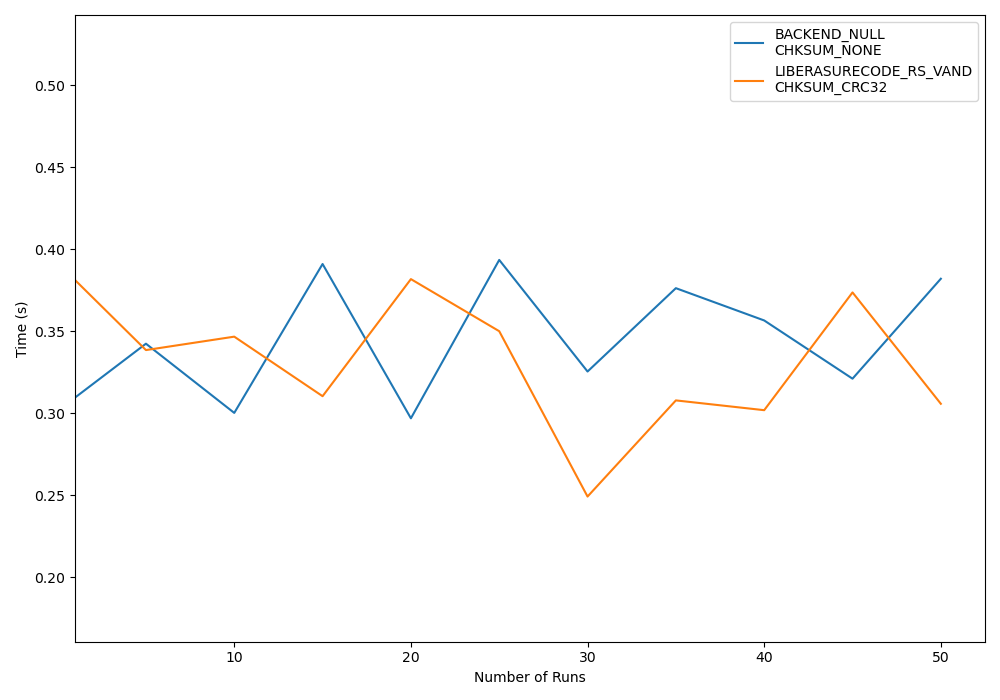 BACKEND_NULL
CHKSUM_NONE
LIBERASURECODE_RS_VAND
CHKSUM_CRC32
0.50
0.45
0.40
0.35
0.30
0.25
0.20
Time (s)
10 20 30 40 50
Number of Runs